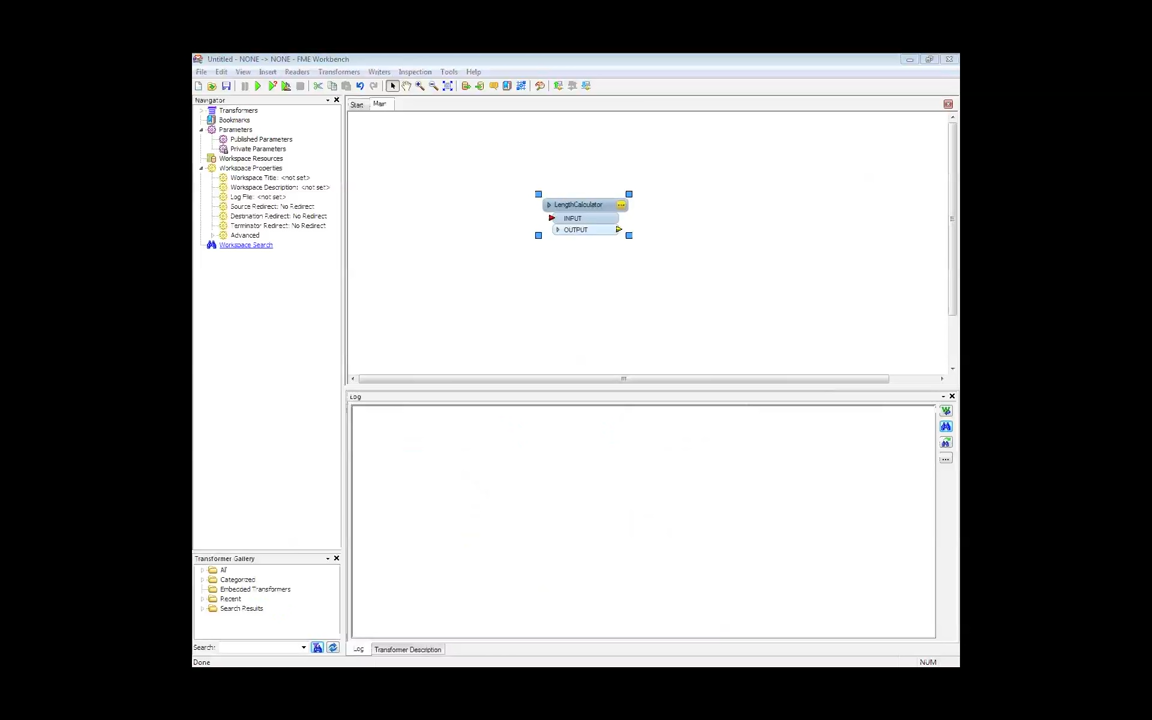 Untitled - NONE -> NONE - FME Workbench
File Edit View Insert Readers Transformers Writers Inspection Tools Help
Navigator
Transformers
Bookmarks
Parameters
Published Parameters
Private Parameters
Workspace Resources
Workspace Properties
Workspace Title: <not set>
Workspace Description: <not set>
Log File: <not set>
Source Redirect: No Redirect
Destination Redirect: No Redirect
Terminator Redirect: No Redirect
Advanced
Workspace Search
Start Main
LengthCalculator
INPUT
OUTPUT
Log
Transformer Gallery
All
Categorized
Embedded Transformers
Recent
Search Results
Search:
Log Transformer Description
Done
NUM